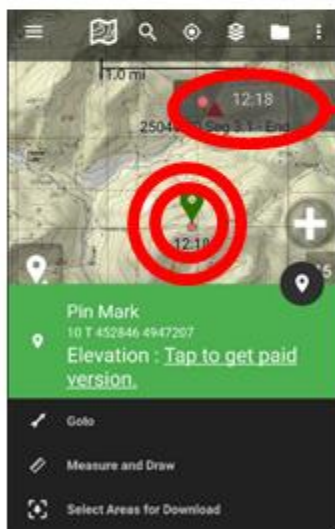 1.0 mi
12:18
Seg 3.1 - End
12:18
Pin Mark
10 T 452846 4947207
Elevation : Tap to get paid
version.
Goto
Measure and Draw
Select Areas for Download